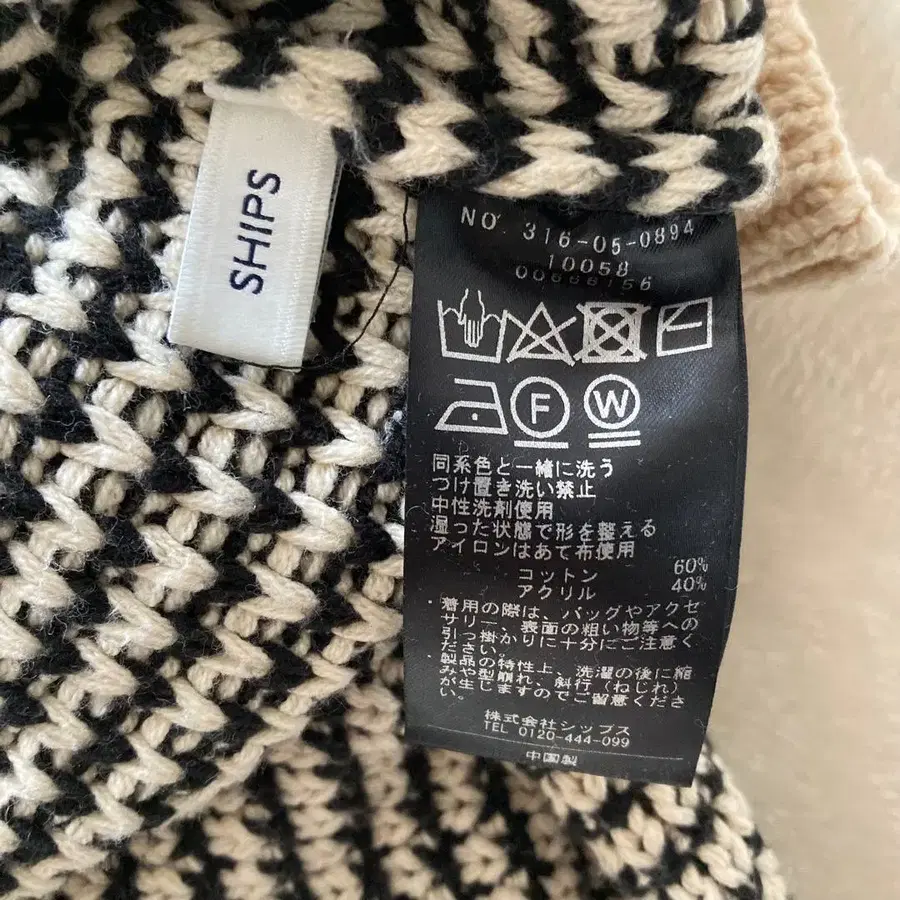 SHIPS
NO. 316-05-0894
10058
00666156
F W
同系色と一緒に洗う
つけ置き洗い禁止
中性洗剤使用
湿った状態で形を整える
アイロンはあて布使用
コットン 60%
アクリル 40%
・着用の際は、バッグやアクセ
サリー、表面の粗い物等への
引っ掛かりに十分にご注意く
ださい。
・製品の特性上、洗濯の後に縮
みや型崩れ、斜行（ねじれ）
が生じますのでご留意くださ
い。
株式会社シップス
TEL 0120-444-099
中国製